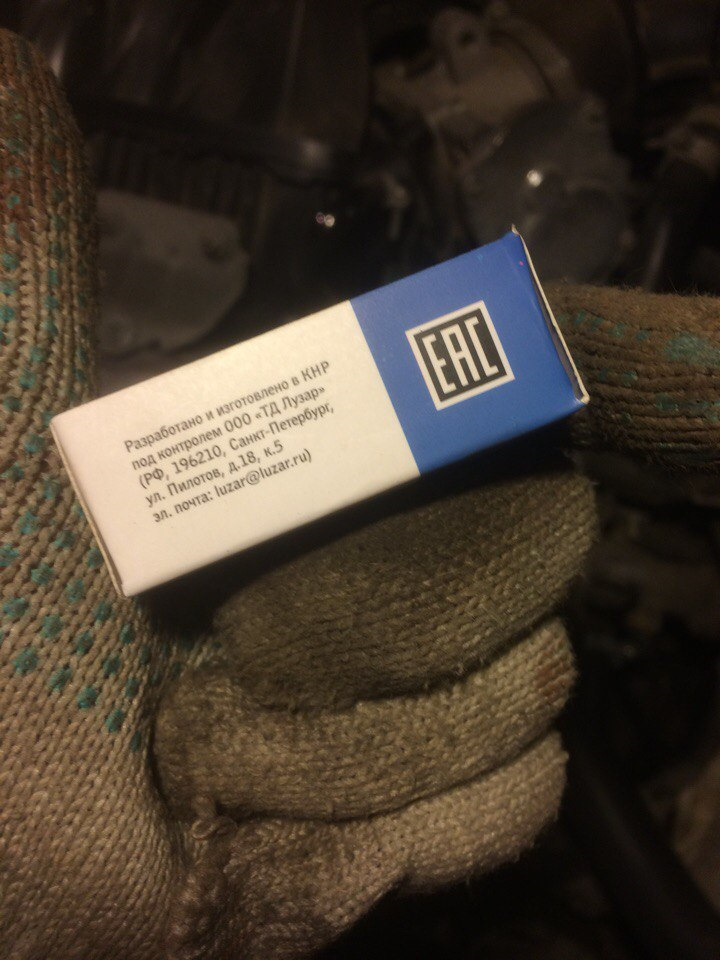 Разработано и изготовлено в КНР
под контролем ООО «ТД Лузар»
(РФ, 196210, Санкт-Петербург,
ул. Пилотов, д.18, к.5
эл. почта: luzar@luzar.ru)
EAC